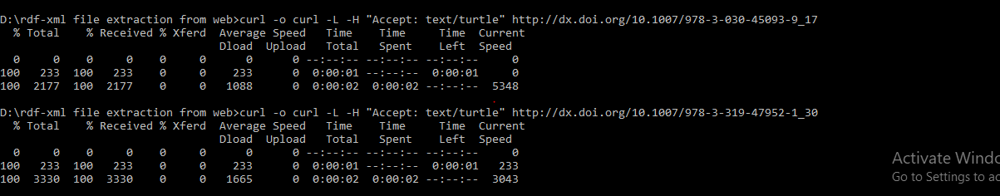 D:\rdf-xml file extraction from web>curl -o curl -L -H "Accept: text/turtle" http://dx.doi.org/10.1007/978-3-030-45093-9_17
% Total % Received % Xferd Average Speed Time Time Time Current
Dload Upload Total Spent Left Speed
0 0 0 0 0 0 0 0 --:--:-- --:--:-- --:--:-- 0
100 233 100 233 0 0 233 0 0:00:01 --:--:-- 0:00:01 0
100 2177 100 2177 0 0 1088 0 0:00:02 0:00:02 --:--:-- 5348
D:\rdf-xml file extraction from web>curl -o curl -L -H "Accept: text/turtle" http://dx.doi.org/10.1007/978-3-319-47952-1_30
% Total % Received % Xferd Average Speed Time Time Time Current
Dload Upload Total Spent Left Speed
0 0 0 0 0 0 0 0 --:--:-- --:--:-- --:--:-- 0
100 233 100 233 0 0 233 0 0:00:01 --:--:-- 0:00:01 233
100 3330 100 3330 0 0 1665 0 0:00:02 0:00:02 --:--:-- 3043
Activate Windo
Go to Settings to ac